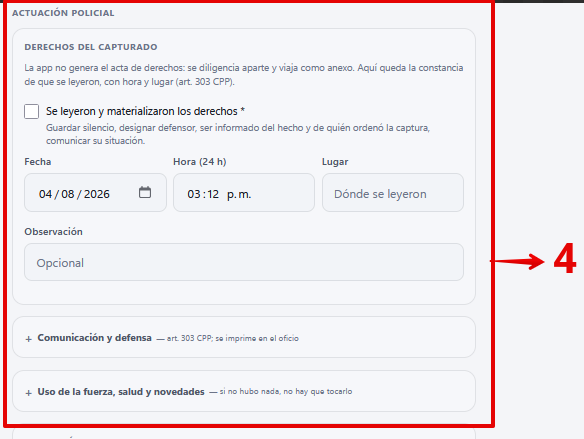 ACTUACIÓN POLICIAL
DERECHOS DEL CAPTURADO
La app no genera el acta de derechos: se diligencia aparte y viaja como anexo. Aquí queda la constancia
de que se leyeron, con hora y lugar (art. 303 CPP).
Se leyeron y materializaron los derechos *
Guardar silencio, designar defensor, ser informado del hecho y de quién ordenó la captura,
comunicar su situación.
Fecha Hora (24 h) Lugar
04/08/2026 03:12 p.m. Dónde se leyeron
Observación
Opcional
4
+ Comunicación y defensa — art. 303 CPP; se imprime en el oficio
+ Uso de la fuerza, salud y novedades — si no hubo nada, no hay que tocarlo